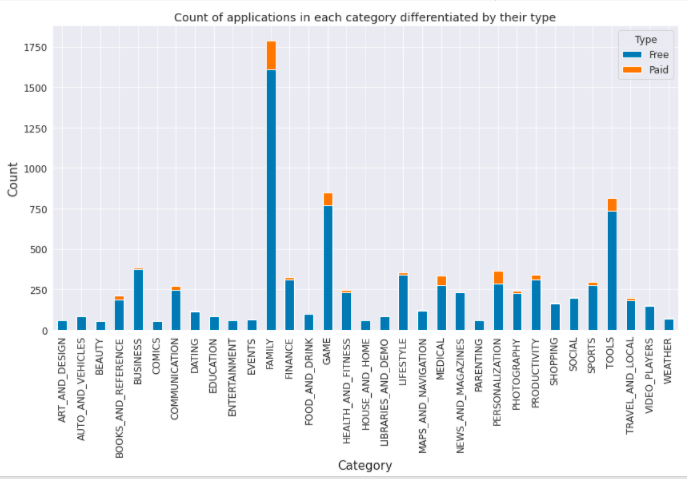 Count of applications in each category differentiated by their type
Type
Free
Paid
Count
1750
1500
1250
1000
750
500
250
0
ART_AND_DESIGN
AUTO_AND_VEHICLES
BEAUTY
BOOKS_AND_REFERENCE
BUSINESS
COMICS
COMMUNICATION
DATING
EDUCATION
ENTERTAINMENT
EVENTS
FAMILY
FINANCE
FOOD_AND_DRINK
GAME
HEALTH_AND_FITNESS
HOUSE_AND_HOME
LIBRARIES_AND_DEMO
LIFESTYLE
MAPS_AND_NAVIGATION
MEDICAL
NEWS_AND_MAGAZINES
PARENTING
PERSONALIZATION
PHOTOGRAPHY
PRODUCTIVITY
SHOPPING
SOCIAL
SPORTS
TOOLS
TRAVEL_AND_LOCAL
VIDEO_PLAYERS
WEATHER
Category